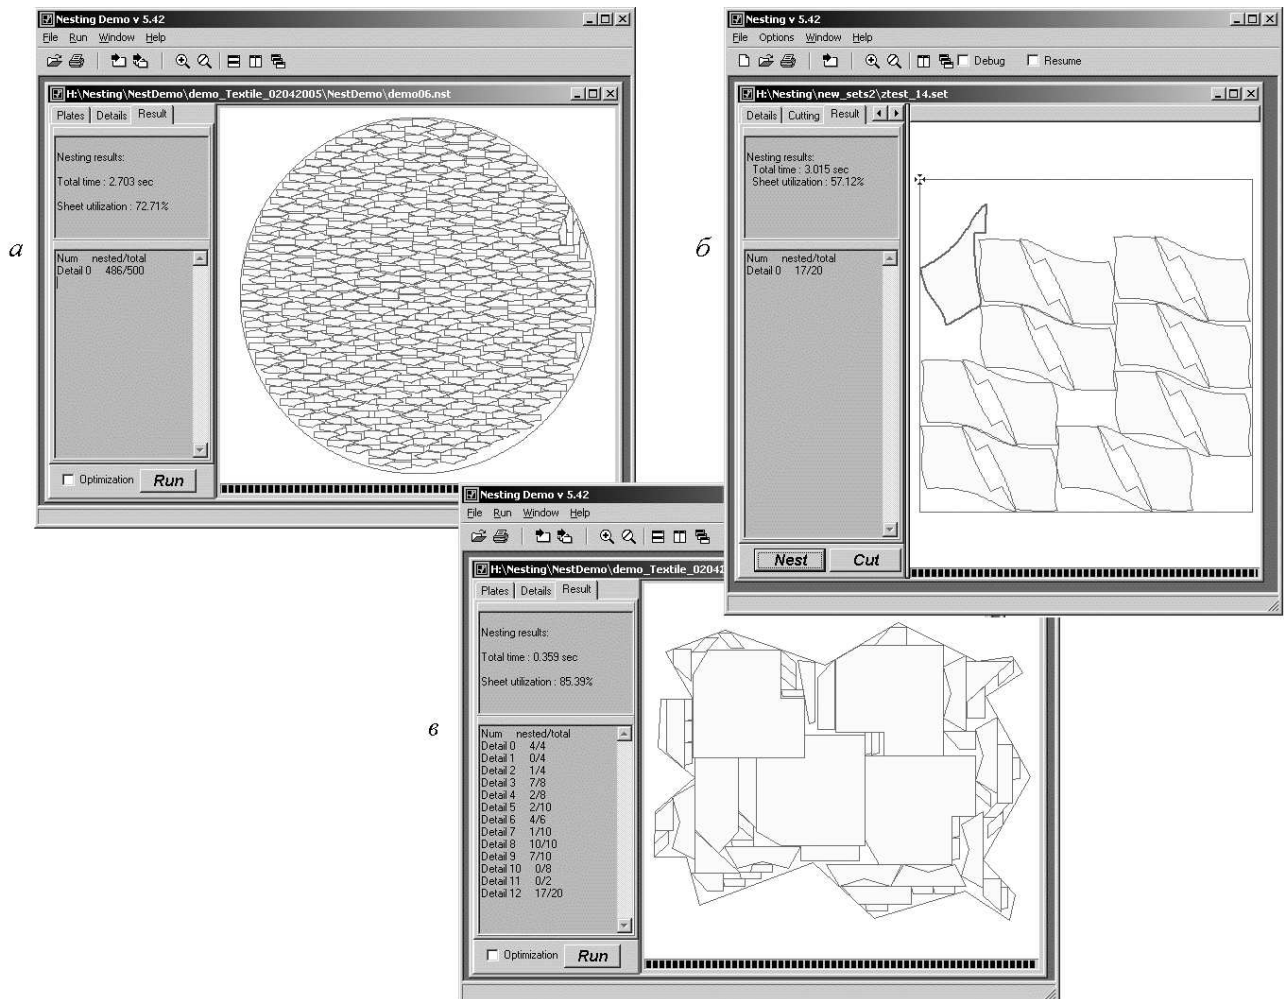 Nesting Demo v 5.42
File Run Window Help
H:\Nesting\NestDemo\demo_Textile_02042005\NestDemo\demo06.nst
Plates Details Result
Nesting results:
Total time : 2.703 sec
Sheet utilization : 72.71%
Num nested/total
Detail 0 486/500
Optimization Run
а
Nesting v 5.42
File Options Window Help
Debug Resume
H:\Nesting\new_sets2\ztest_14.set
Details Cutting Result
Nesting results:
Total time : 3.015 sec
Sheet utilization : 57.12%
Num nested/total
Detail 0 17/20
Nest Cut
б
Nesting Demo v 5.42
File Run Window Help
H:\Nesting\NestDemo\demo_Textile_0204
Plates Details Result
Nesting results:
Total time : 0.359 sec
Sheet utilization : 85.39%
Num nested/total
Detail 0 4/4
Detail 1 0/4
Detail 2 1/4
Detail 3 7/8
Detail 4 2/8
Detail 5 2/10
Detail 6 4/6
Detail 7 1/10
Detail 8 10/10
Detail 9 7/10
Detail 10 0/8
Detail 11 0/2
Detail 12 17/20
Optimization Run
в